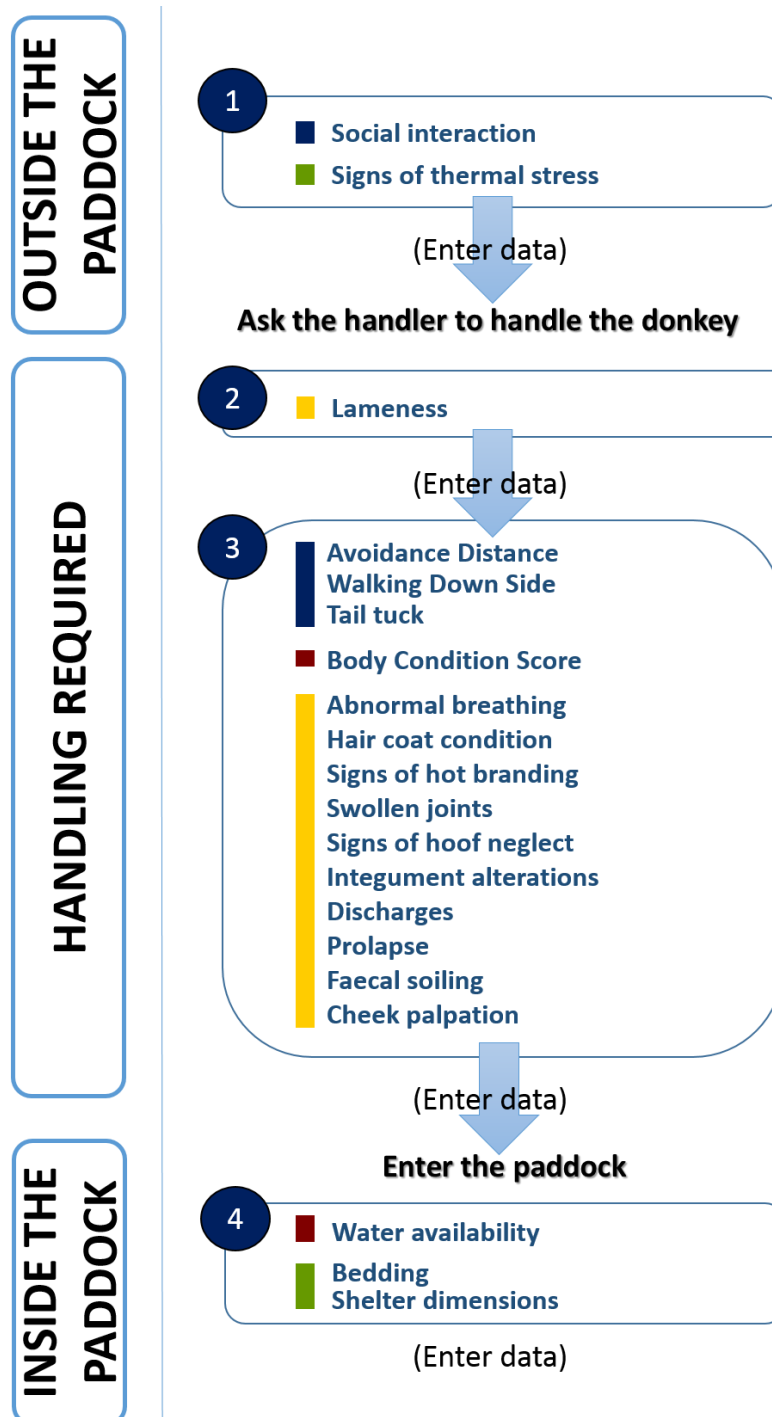 OUTSIDE THE
PADDOCK
1
Social interaction
Signs of thermal stress
(Enter data)
Ask the handler to handle the donkey
HANDLING REQUIRED
2
Lameness
(Enter data)
3
Avoidance Distance
Walking Down Side
Tail tuck
Body Condition Score
Abnormal breathing
Hair coat condition
Signs of hot branding
Swollen joints
Signs of hoof neglect
Integument alterations
Discharges
Prolapse
Faecal soiling
Cheek palpation
(Enter data)
Enter the paddock
INSIDE THE
PADDOCK
4
Water availability
Bedding
Shelter dimensions
(Enter data)